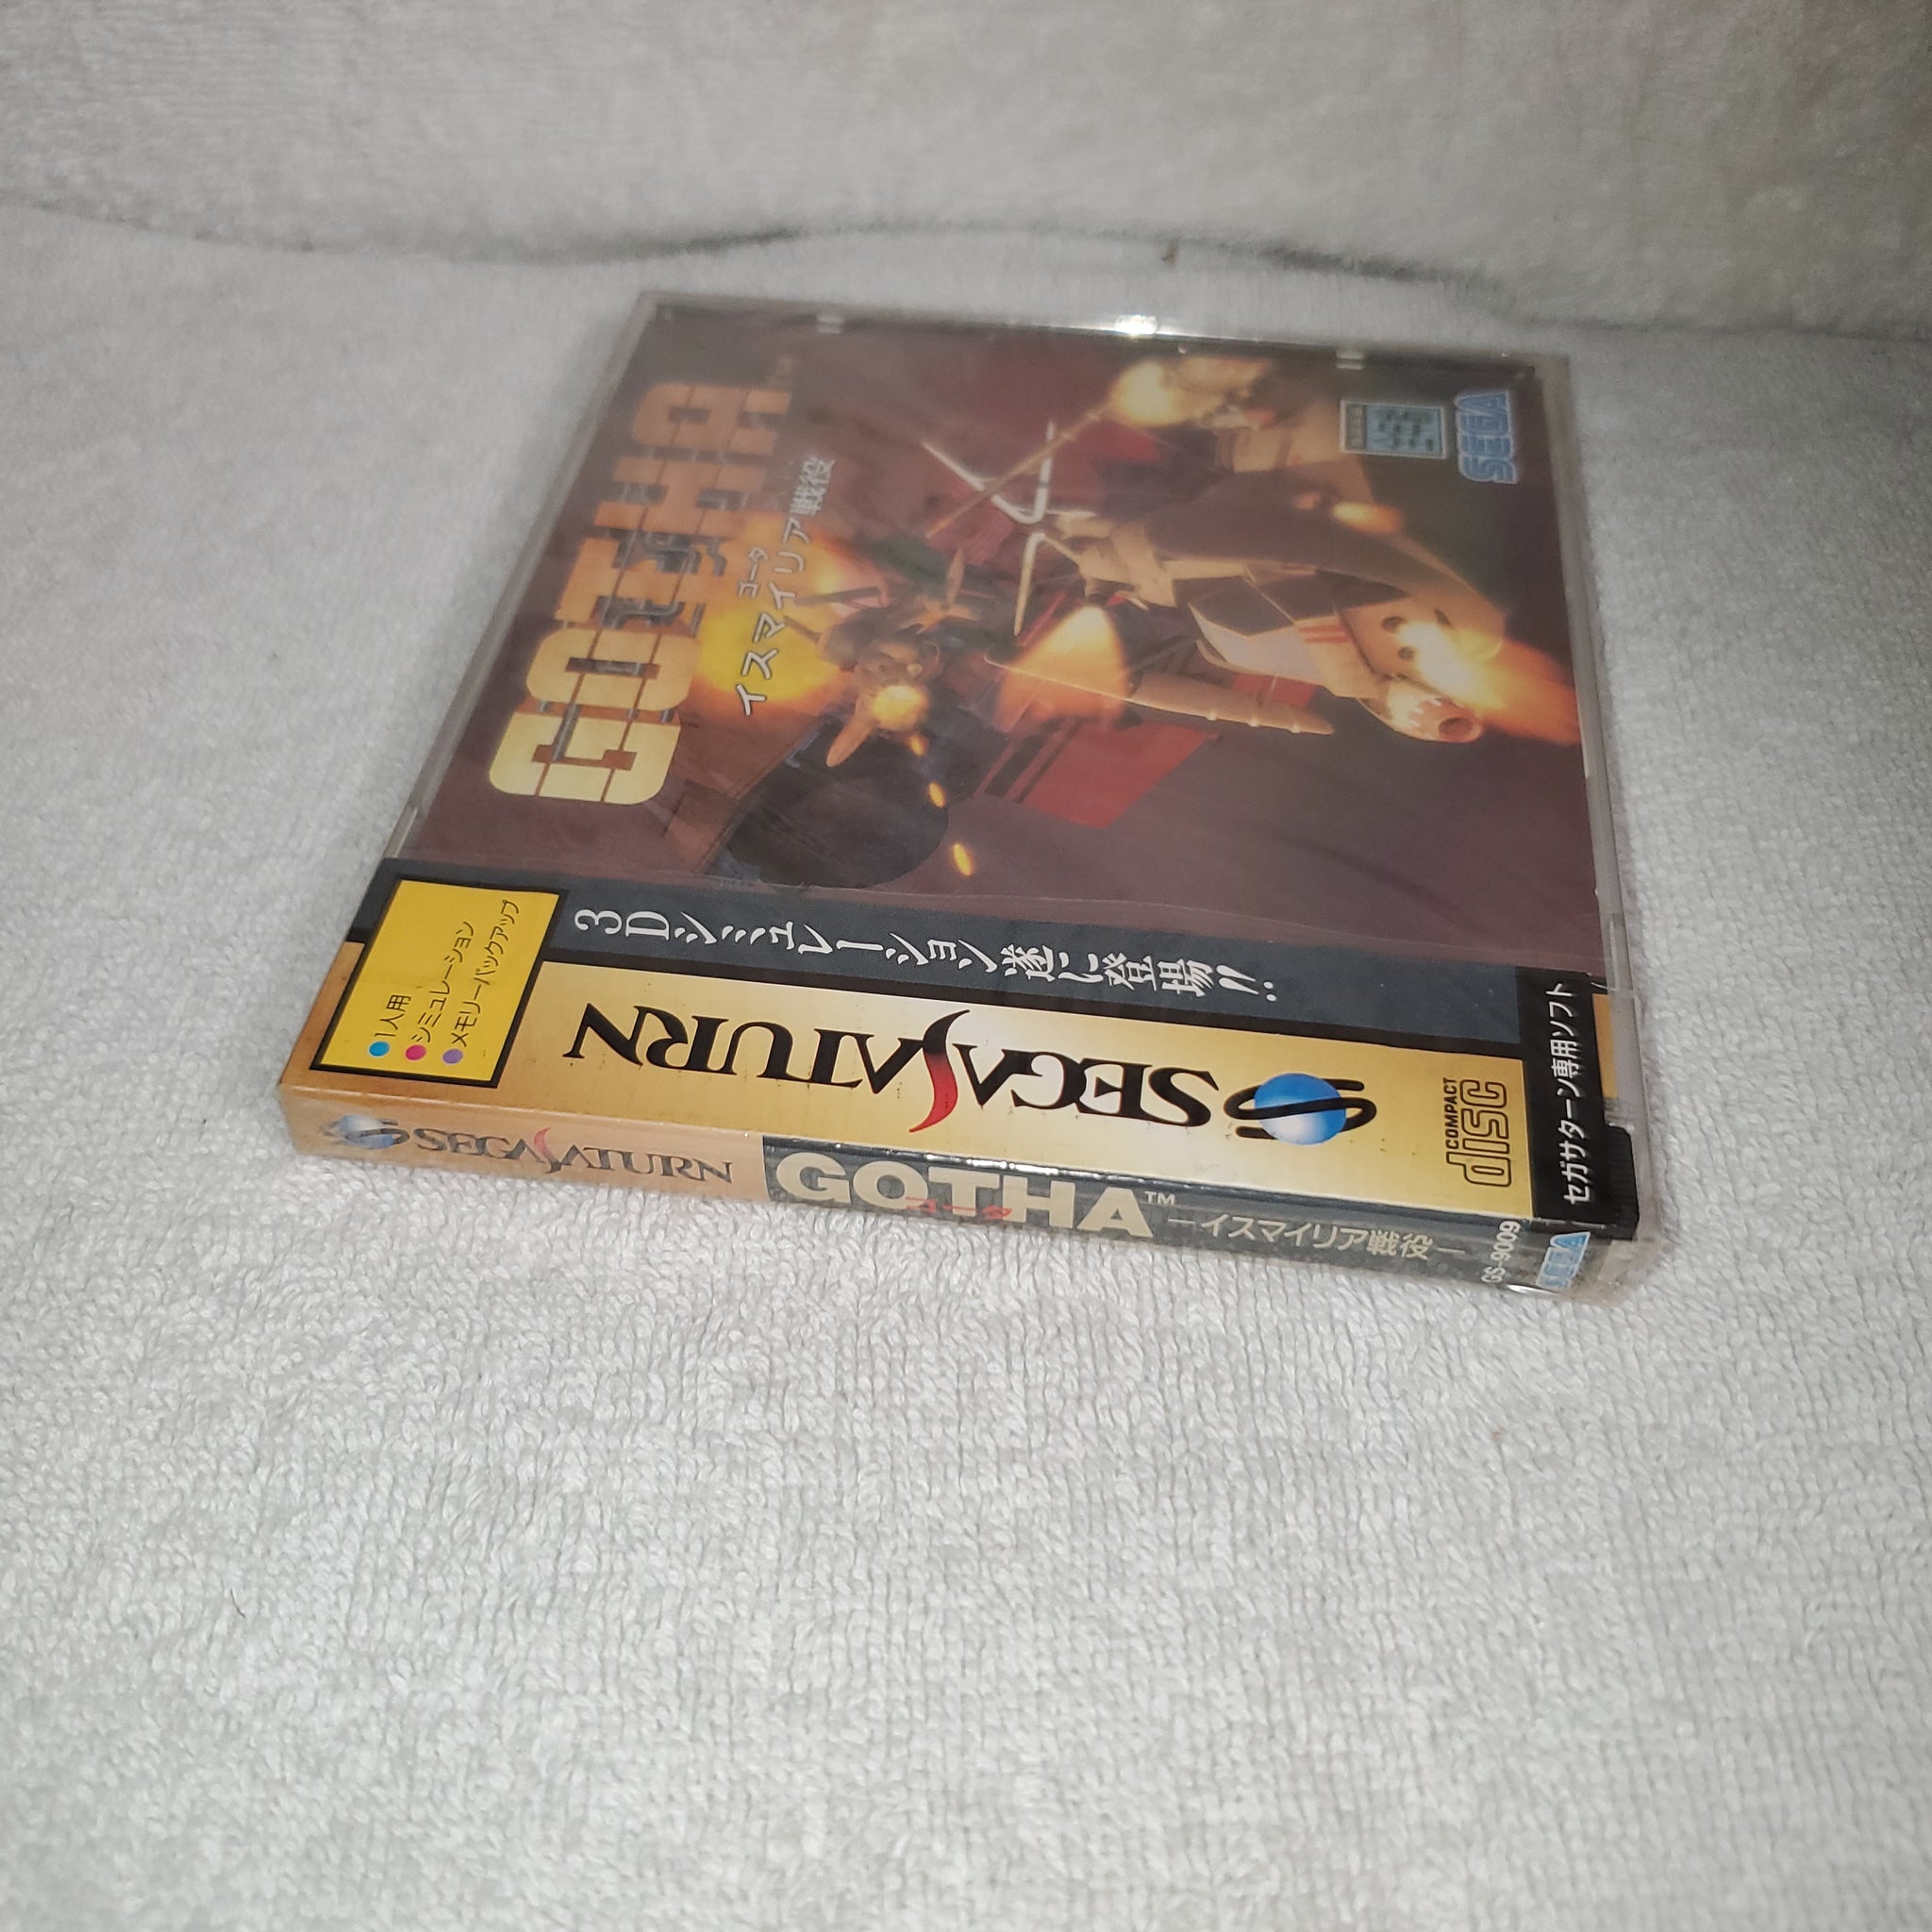 GOTHA
ゴータ
イスマイリア戦役
SEGA
3Dシミュレーション遂に登場!!
1人用
シミュレーション
メモリーバックアップ
SEGA SATURN
COMPACT
disc
セガサターン専用ソフト
SEGA SATURN
GOTHA™
ゴータ
–イスマイリア戦役–
GS-9009
SEGA